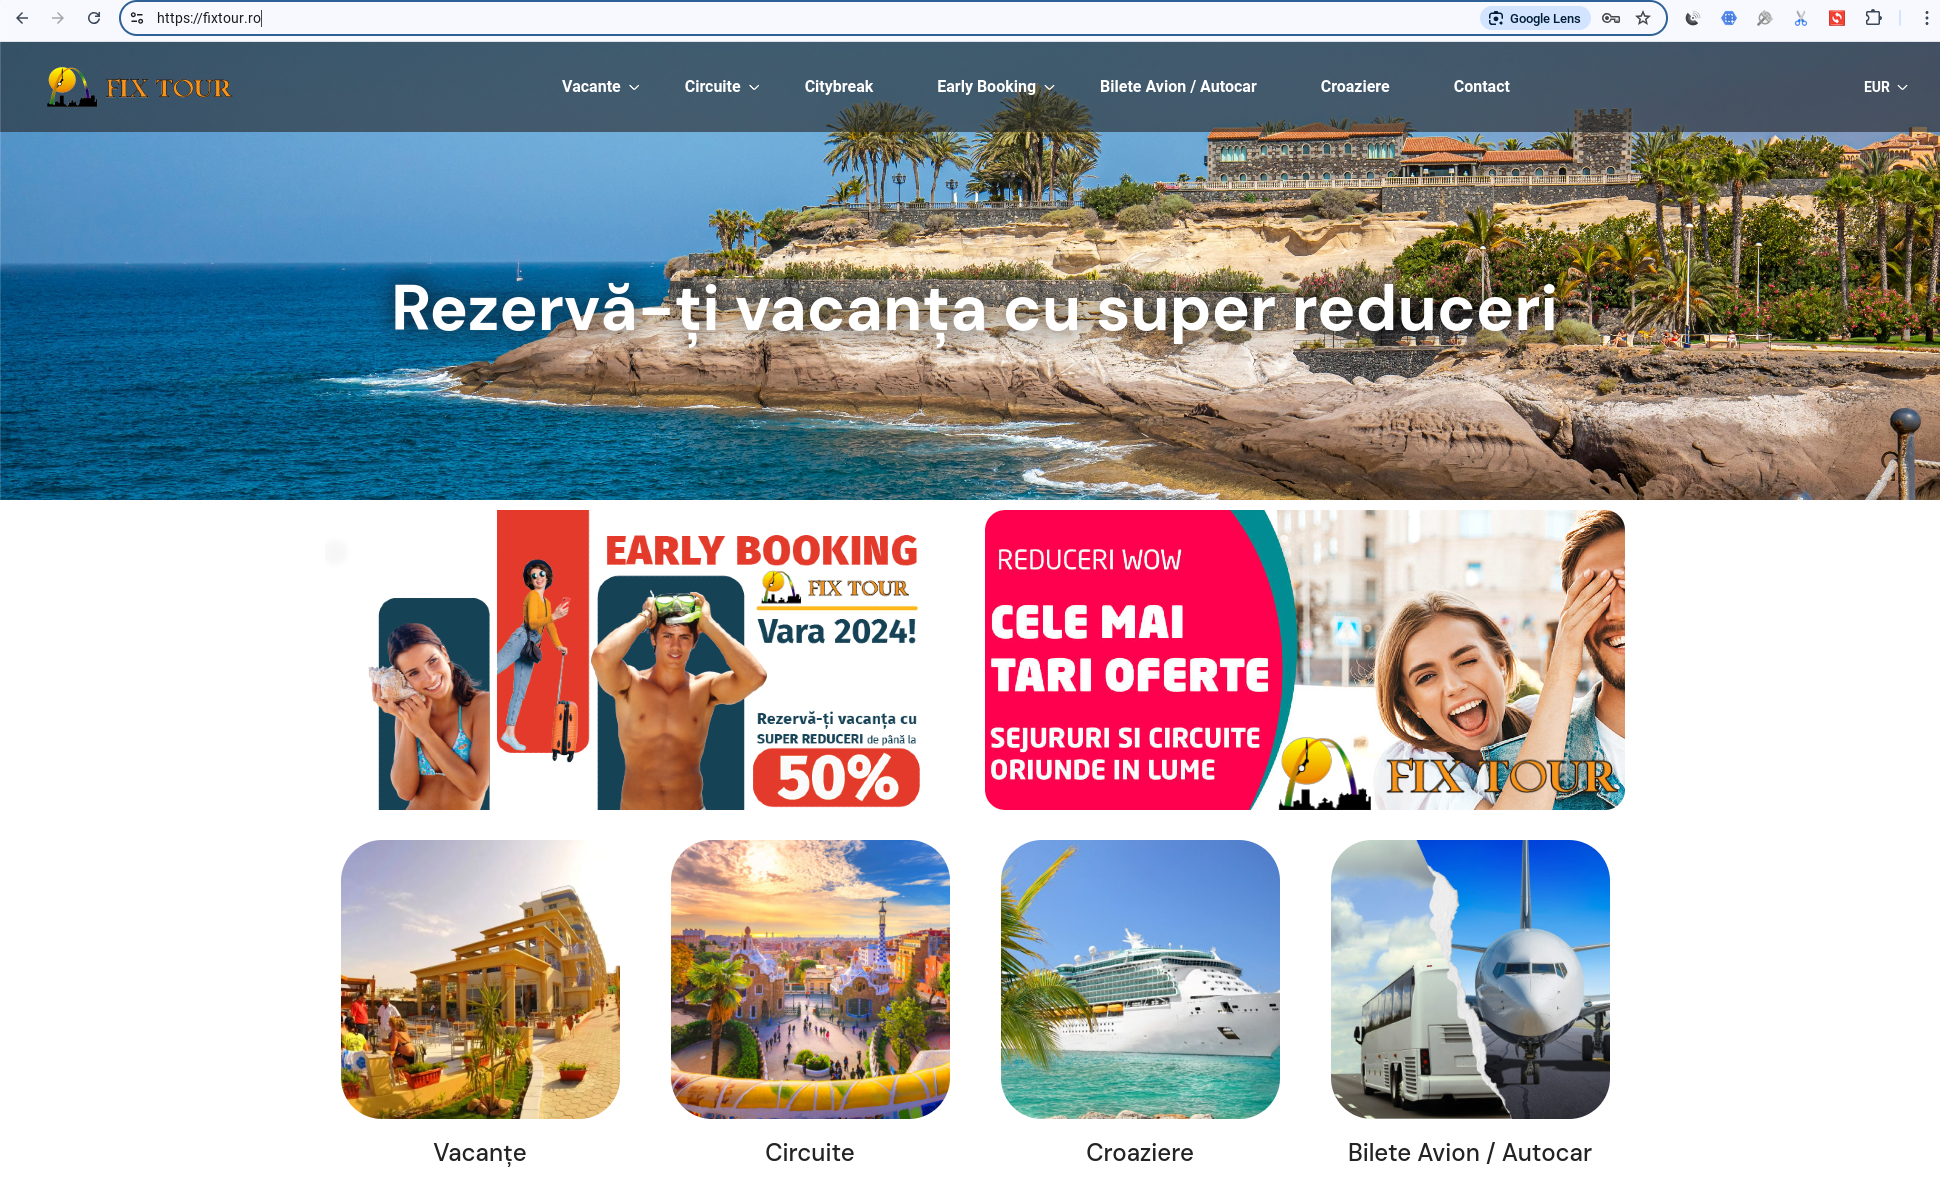 https://fixtour.ro
Google Lens
FIX TOUR
Vacante
Circuite
Citybreak
Early Booking
Bilete Avion / Autocar
Croaziere
Contact
EUR
Rezervă-ți vacanța cu super reduceri
EARLY BOOKING
FIX TOUR
Vara 2024!
Rezervă-ți vacanța cu
SUPER REDUCERI de până la
50%
REDUCERI WOW
CELE MAI
TARI OFERTE
SEJURURI SI CIRCUITE
ORIUNDE IN LUME
FIX TOUR
Vacanțe
Circuite
Croaziere
Bilete Avion / Autocar